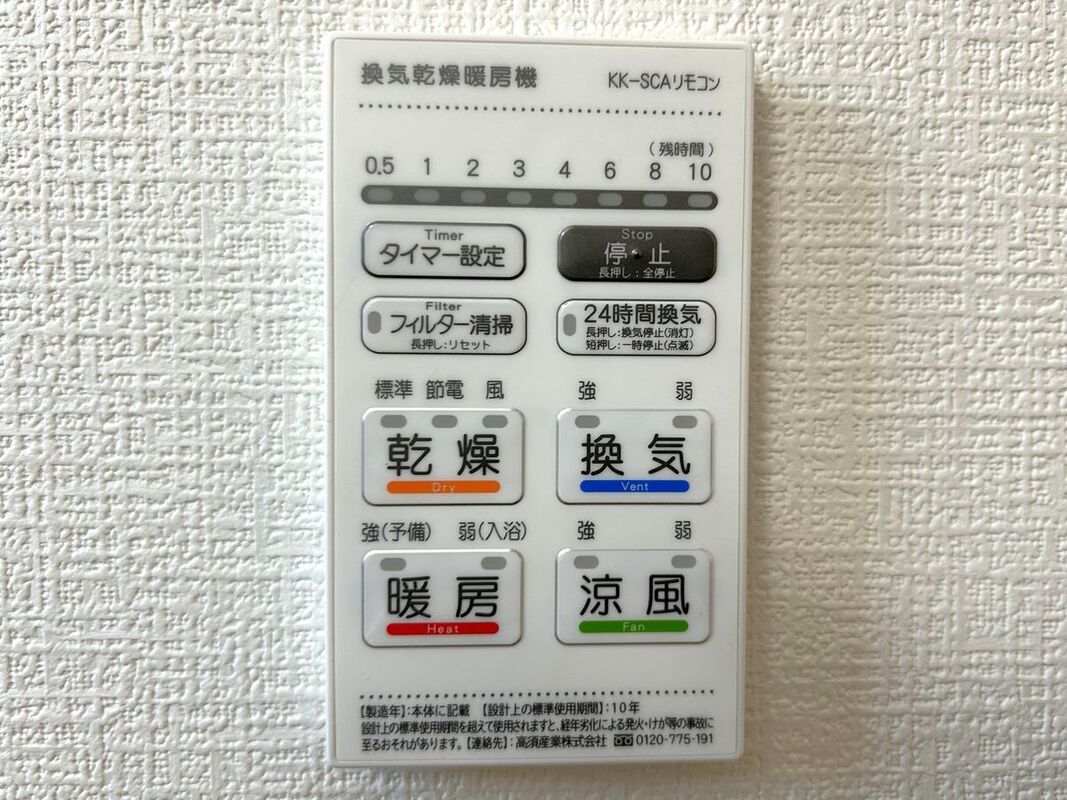 換気乾燥暖房機 KK-SCAリモコン
(残時間)
0.5 1 2 3 4 6 8 10
Timer
タイマー設定
Stop
停・止
長押し:全停止
Filter
フィルター清掃
長押し:リセット
24時間換気
長押し:換気停止(消灯)
短押し:一時停止(点滅)
標準 節電 風
乾燥
Dry
強 弱
換気
Vent
強(予備) 弱(入浴)
暖房
Heat
強 弱
涼風
Fan
【製造年】:本体に記載 【設計上の標準使用期間】:10年
設計上の標準使用期間を超えて使用されますと、経年劣化による発火・けが等の事故に
至るおそれがあります。【連絡先】:高須産業株式会社 0120-775-191